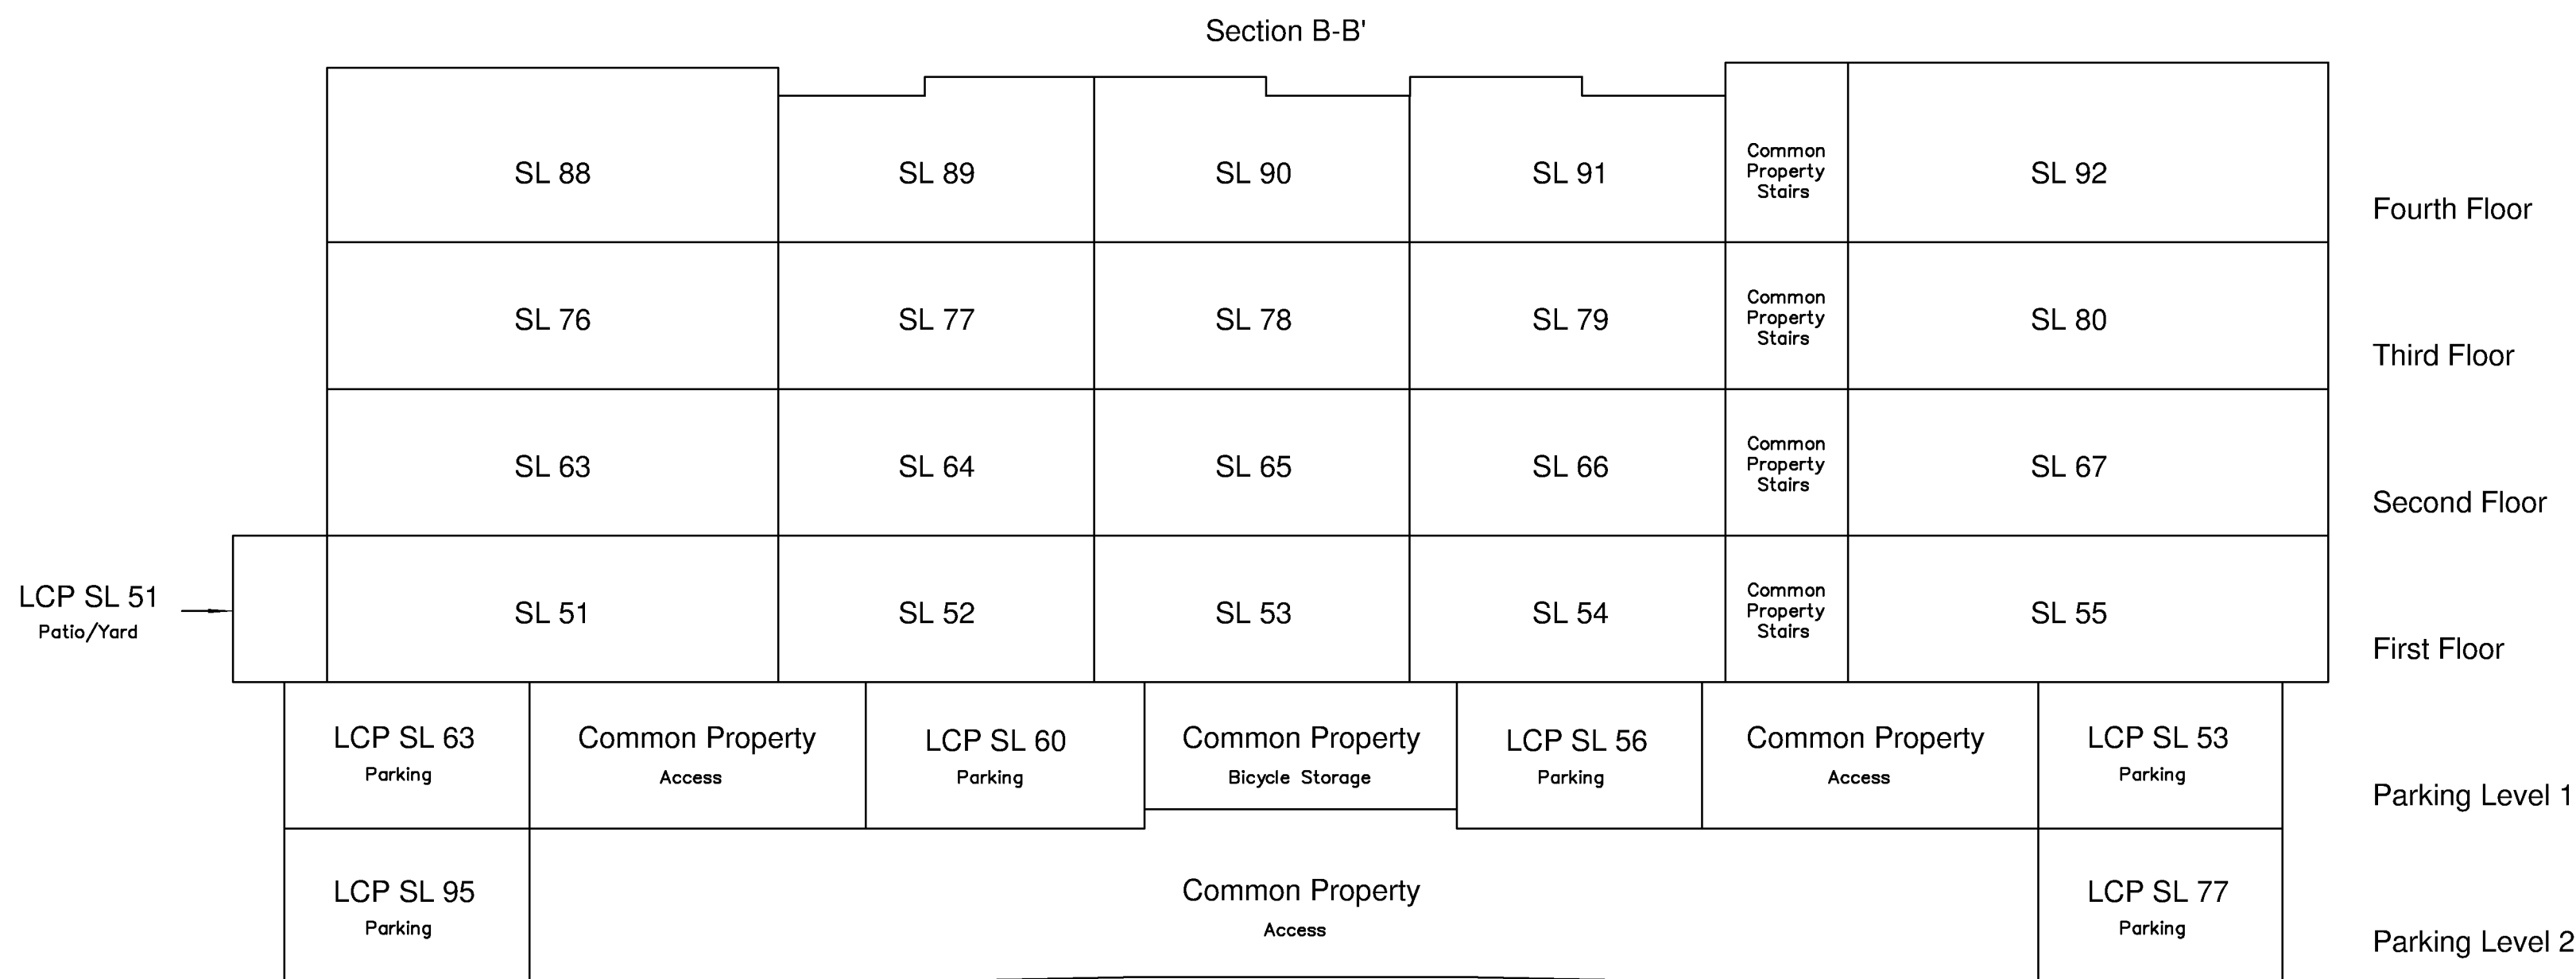 Section B-B'
SL 88
SL 89
SL 90
SL 91
Common
Property
Stairs
SL 92
Fourth Floor
SL 76
SL 77
SL 78
SL 79
Common
Property
Stairs
SL 80
Third Floor
SL 63
SL 64
SL 65
SL 66
Common
Property
Stairs
SL 67
Second Floor
LCP SL 51
Patio/Yard
SL 51
SL 52
SL 53
SL 54
Common
Property
Stairs
SL 55
First Floor
LCP SL 63
Parking
Common Property
Access
LCP SL 60
Parking
Common Property
Bicycle Storage
LCP SL 56
Parking
Common Property
Access
LCP SL 53
Parking
Parking Level 1
LCP SL 95
Parking
Common Property
Access
LCP SL 77
Parking
Parking Level 2